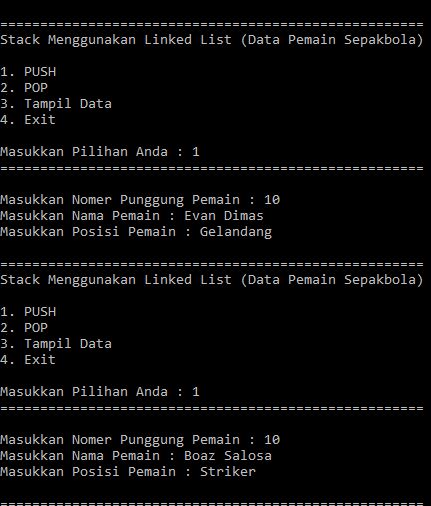 =====================================================
Stack Menggunakan Linked List (Data Pemain Sepakbola)
1. PUSH
2. POP
3. Tampil Data
4. Exit
Masukkan Pilihan Anda : 1
=====================================================
Masukkan Nomer Punggung Pemain : 10
Masukkan Nama Pemain : Evan Dimas
Masukkan Posisi Pemain : Gelandang
=====================================================
Stack Menggunakan Linked List (Data Pemain Sepakbola)
1. PUSH
2. POP
3. Tampil Data
4. Exit
Masukkan Pilihan Anda : 1
=====================================================
Masukkan Nomer Punggung Pemain : 10
Masukkan Nama Pemain : Boaz Salosa
Masukkan Posisi Pemain : Striker
=====================================================